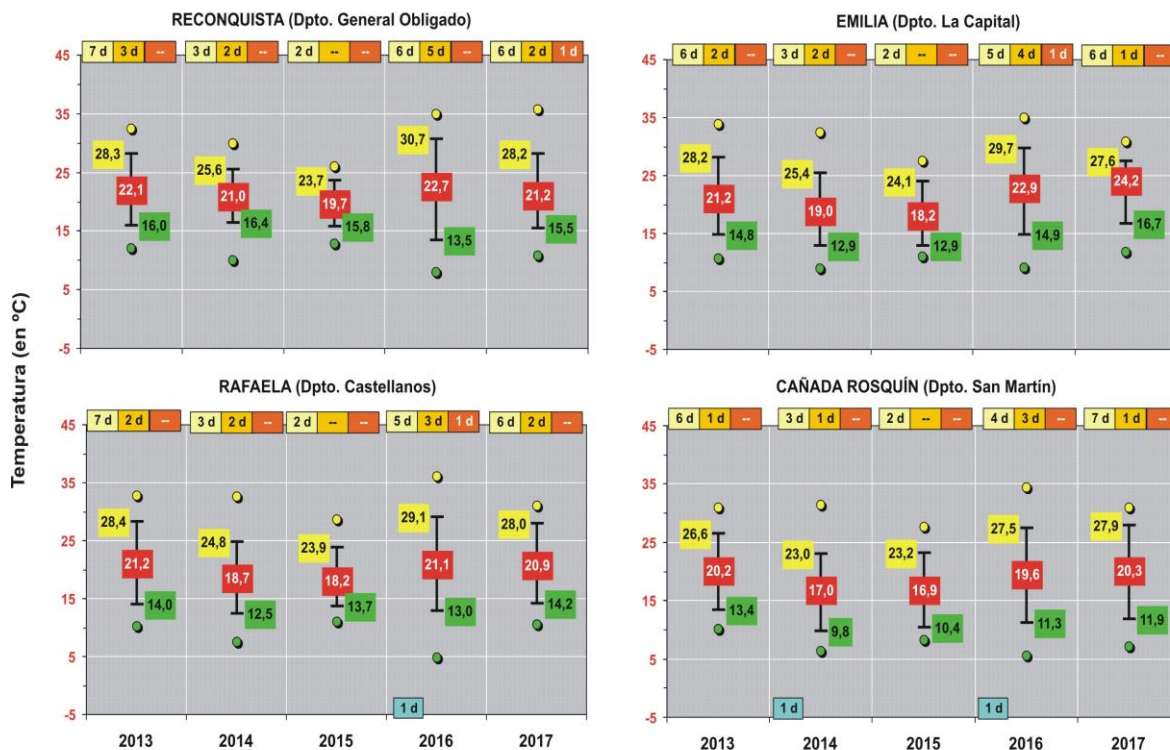 RECONQUISTA (Dpto. General Obligado)
7 d 3 d -- 3 d 2 d -- 2 d -- -- 6 d 5 d -- 6 d 2 d 1 d
45
35
25
15
5
-5
28,3 25,6 23,7 30,7 28,2
22,1 21,0 19,7 22,7 21,2
16,0 16,4 15,8 13,5 15,5
EMILIA (Dpto. La Capital)
6 d 2 d -- 3 d 2 d -- 2 d -- -- 5 d 4 d 1 d 6 d 1 d --
45
35
25
15
5
-5
28,2 25,4 24,1 29,7 27,6
21,2 19,0 18,2 22,9 24,2
14,8 12,9 12,9 14,9 16,7
Temperatura (en ºC)
RAFAELA (Dpto. Castellanos)
7 d 2 d -- 3 d 2 d -- 2 d -- -- 5 d 3 d 1 d 6 d 2 d --
45
35
25
15
5
-5
28,4 24,8 23,9 29,1 28,0
21,2 18,7 18,2 21,1 20,9
14,0 12,5 13,7 13,0 14,2
1 d
2013 2014 2015 2016 2017
CAÑADA ROSQUÍN (Dpto. San Martín)
6 d 1 d -- 3 d 1 d -- 2 d -- -- 4 d 3 d -- 7 d 1 d --
45
35
25
15
5
-5
26,6 23,0 23,2 27,5 27,9
20,2 17,0 16,9 19,6 20,3
13,4 9,8 10,4 11,3 11,9
1 d 1 d
2013 2014 2015 2016 2017